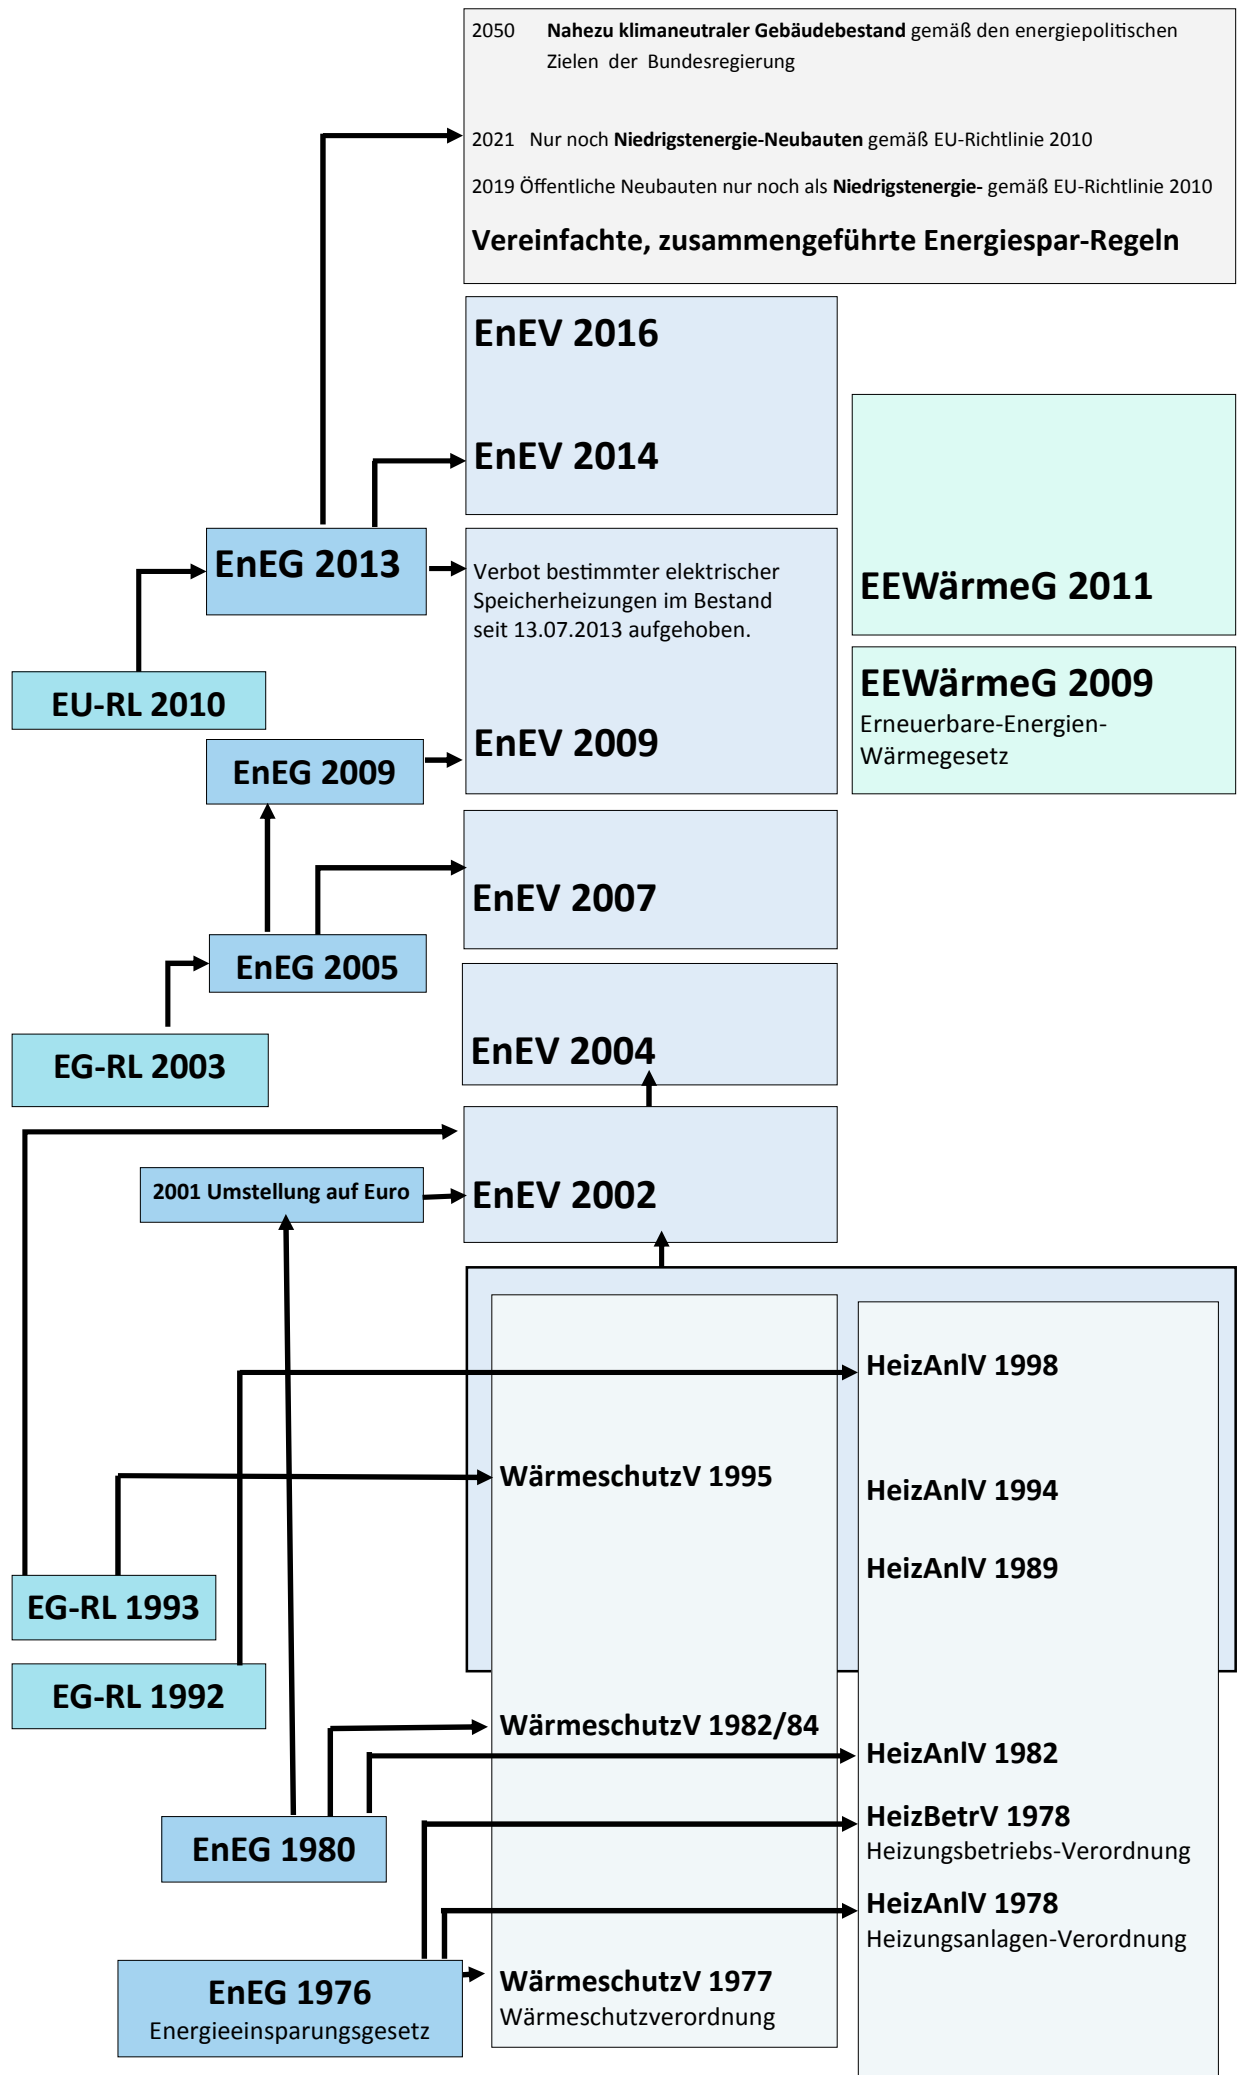 2050 Nahezu klimaneutraler Gebäudebestand gemäß den energiepolitischen
Zielen der Bundesregierung
2021 Nur noch Niedrigstenergie-Neubauten gemäß EU-Richtlinie 2010
2019 Öffentliche Neubauten nur noch als Niedrigstenergie- gemäß EU-Richtlinie 2010
Vereinfachte, zusammengeführte Energiespar-Regeln
EnEV 2016
EnEV 2014
EnEG 2013
Verbot bestimmter elektrischer
Speicherheizungen im Bestand
seit 13.07.2013 aufgehoben.
EEWärmeG 2011
EU-RL 2010
EEWärmeG 2009
Erneuerbare-Energien-
Wärmegesetz
EnEV 2009
EnEG 2009
EnEV 2007
EnEG 2005
EnEV 2004
EG-RL 2003
2001 Umstellung auf Euro
EnEV 2002
HeizAnlV 1998
WärmeschutzV 1995
HeizAnlV 1994
HeizAnlV 1989
EG-RL 1993
EG-RL 1992
WärmeschutzV 1982/84
HeizAnlV 1982
EnEG 1980
HeizBetrV 1978
Heizungsbetriebs-Verordnung
HeizAnlV 1978
Heizungsanlagen-Verordnung
EnEG 1976
Energieeinsparungsgesetz
WärmeschutzV 1977
Wärmeschutzverordnung